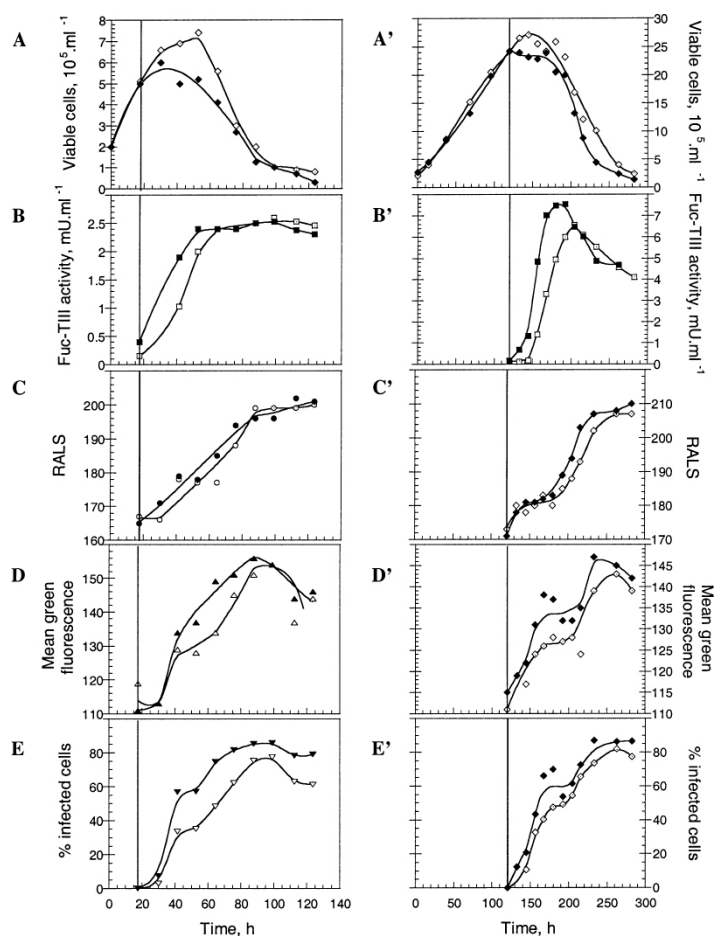 A
Viable cells, 10⁵.ml⁻¹
8
7
6
5
4
3
2
1
0
A'
Viable cells, 10⁵.ml⁻¹
30
25
20
15
10
5
0
B
Fuc-TIII activity, mU.ml⁻¹
2.5
2
1.5
1
0.5
0
B'
Fuc-TIII activity, mU.ml⁻¹
7
6
5
4
3
2
1
0
C
RALS
200
190
180
170
160
C'
RALS
210
200
190
180
170
D
Mean green
fluorescence
150
140
130
120
110
D'
Mean green
fluorescence
145
140
135
130
125
120
115
110
E
% infected cells
80
60
40
20
0
E'
% infected cells
100
80
60
40
20
0
0 20 40 60 80 100 120 140
Time, h
0 50 100 150 200 250 300
Time, h